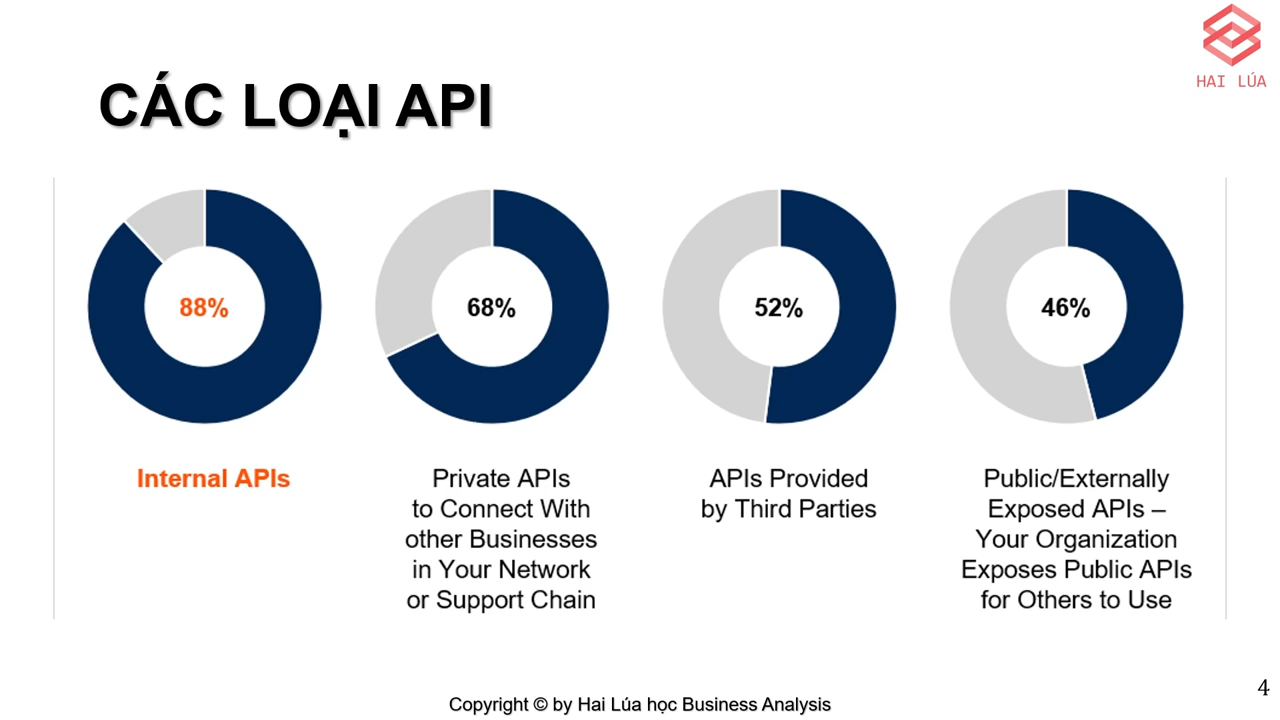 HAI LÚA
CÁC LOẠI API
88%
68%
52%
46%
Internal APIs
Private APIs
to Connect With
other Businesses
in Your Network
or Support Chain
APIs Provided
by Third Parties
Public/Externally
Exposed APIs –
Your Organization
Exposes Public APIs
for Others to Use
4
Copyright © by Hai Lúa học Business Analysis